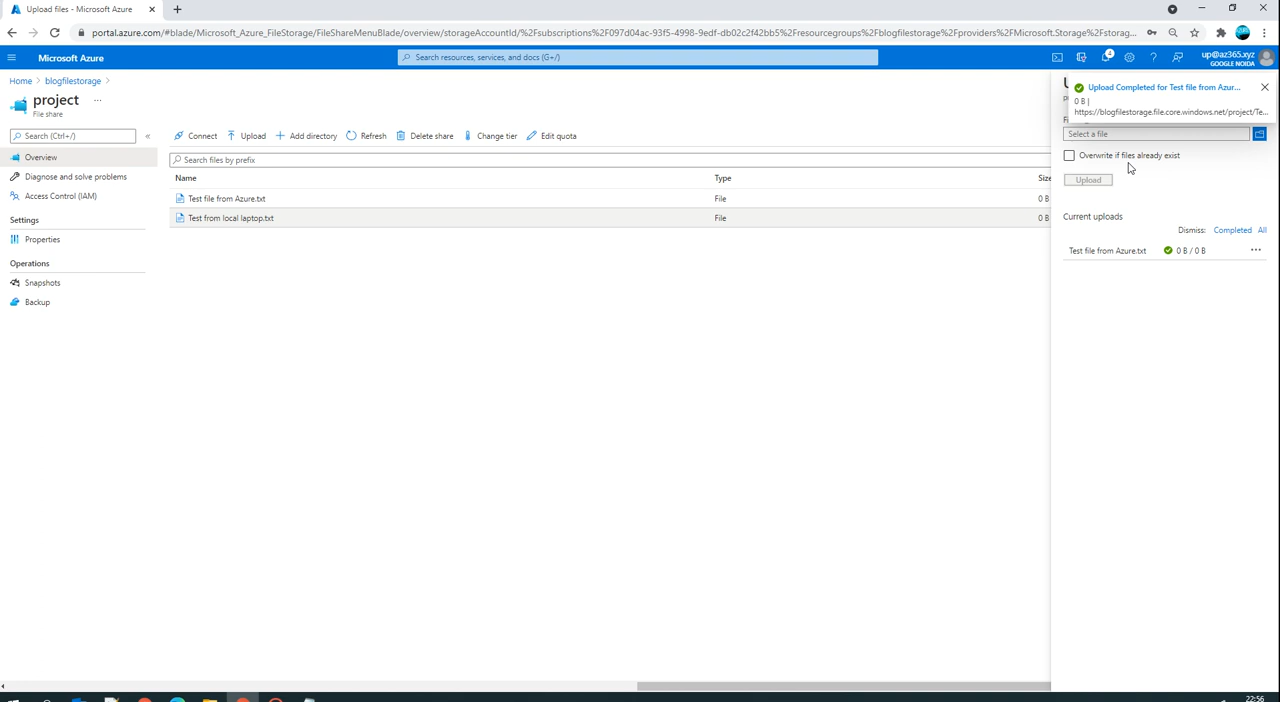 Upload files - Microsoft Azure
portal.azure.com/#blade/Microsoft_Azure_FileStorage/FileShareMenuBlade/overview/storageAccountId/%2Fsubscriptions%2F097d04ac-93f5-4998-9edf-db02c2f42bb5%2Fresourcegroups%2Fblogfilestorage%2Fproviders%2FMicrosoft.Storage%2Fstorag...
Microsoft Azure
Search resources, services, and docs (G+/)
4
up@az365.xyz
GOOGLE NOIDA
Home > blogfilestorage >
project ...
File share
Upload Completed for Test file from Azur...
0 B |
https://blogfilestorage.file.core.windows.net/project/Te...
Search (Ctrl+/)
«
Connect
Upload
Add directory
Refresh
Delete share
Change tier
Edit quota
Select a file
Overview
Search files by prefix
Overwrite if files already exist
Diagnose and solve problems
Name
Type
Size
Upload
Access Control (IAM)
Test file from Azure.txt
File
0 B
Settings
Test from local laptop.txt
File
0 B
Current uploads
Dismiss: Completed All
Properties
Test file from Azure.txt
0 B / 0 B
...
Operations
Snapshots
Backup
22:56